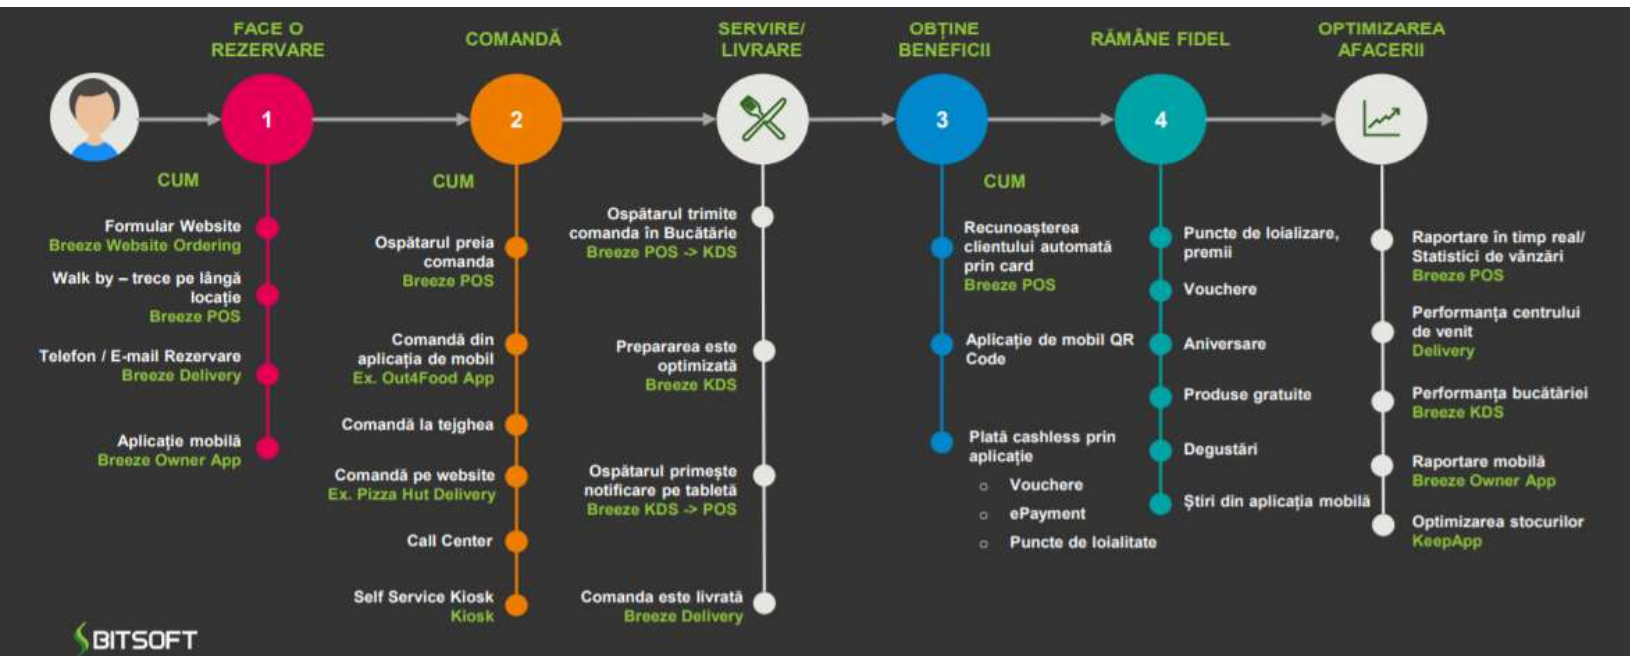 FACE O
REZERVARE
COMANDĂ
SERVIRE/
LIVRARE
OBȚINE
BENEFICII
RĂMÂNE FIDEL
OPTIMIZAREA
AFACERII
1
2
3
4
CUM
Formular Website
Breeze Website Ordering
Walk by – trece pe lângă
locație
Breeze POS
Telefon / E-mail Rezervare
Breeze Delivery
Aplicație mobilă
Breeze Owner App
CUM
Ospătarul preia
comanda
Breeze POS
Comandă din
aplicația de mobil
Ex. Out4Food App
Comandă la tejghea
Comandă pe website
Ex. Pizza Hut Delivery
Call Center
Self Service Kiosk
Kiosk
Ospătarul trimite
comanda în Bucătărie
Breeze POS -> KDS
Prepararea este
optimizată
Breeze KDS
Ospătarul primește
notificare pe tabletă
Breeze KDS -> POS
Comanda este livrată
Breeze Delivery
CUM
Recunoașterea
clientului automată
prin card
Breeze POS
Aplicație de mobil QR
Code
Plată cashless prin
aplicație
o Vouchere
o ePayment
o Puncte de loialitate
Puncte de loializare,
premii
Vouchere
Aniversare
Produse gratuite
Degustări
Știri din aplicația mobilă
Raportare în timp real/
Statistici de vânzări
Breeze POS
Performanța centrului
de venit
Delivery
Performanța bucătăriei
Breeze KDS
Raportare mobilă
Breeze Owner App
Optimizarea stocurilor
KeepApp
BITSOFT